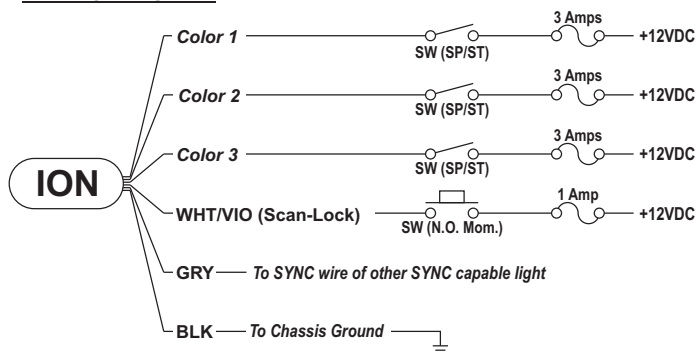 Color 1
SW (SP/ST)
3 Amps
+12VDC
Color 2
SW (SP/ST)
3 Amps
+12VDC
Color 3
SW (SP/ST)
3 Amps
+12VDC
ION
WHT/VIO (Scan-Lock)
SW (N.O. Mom.)
1 Amp
+12VDC
GRY
To SYNC wire of other SYNC capable light
BLK
To Chassis Ground